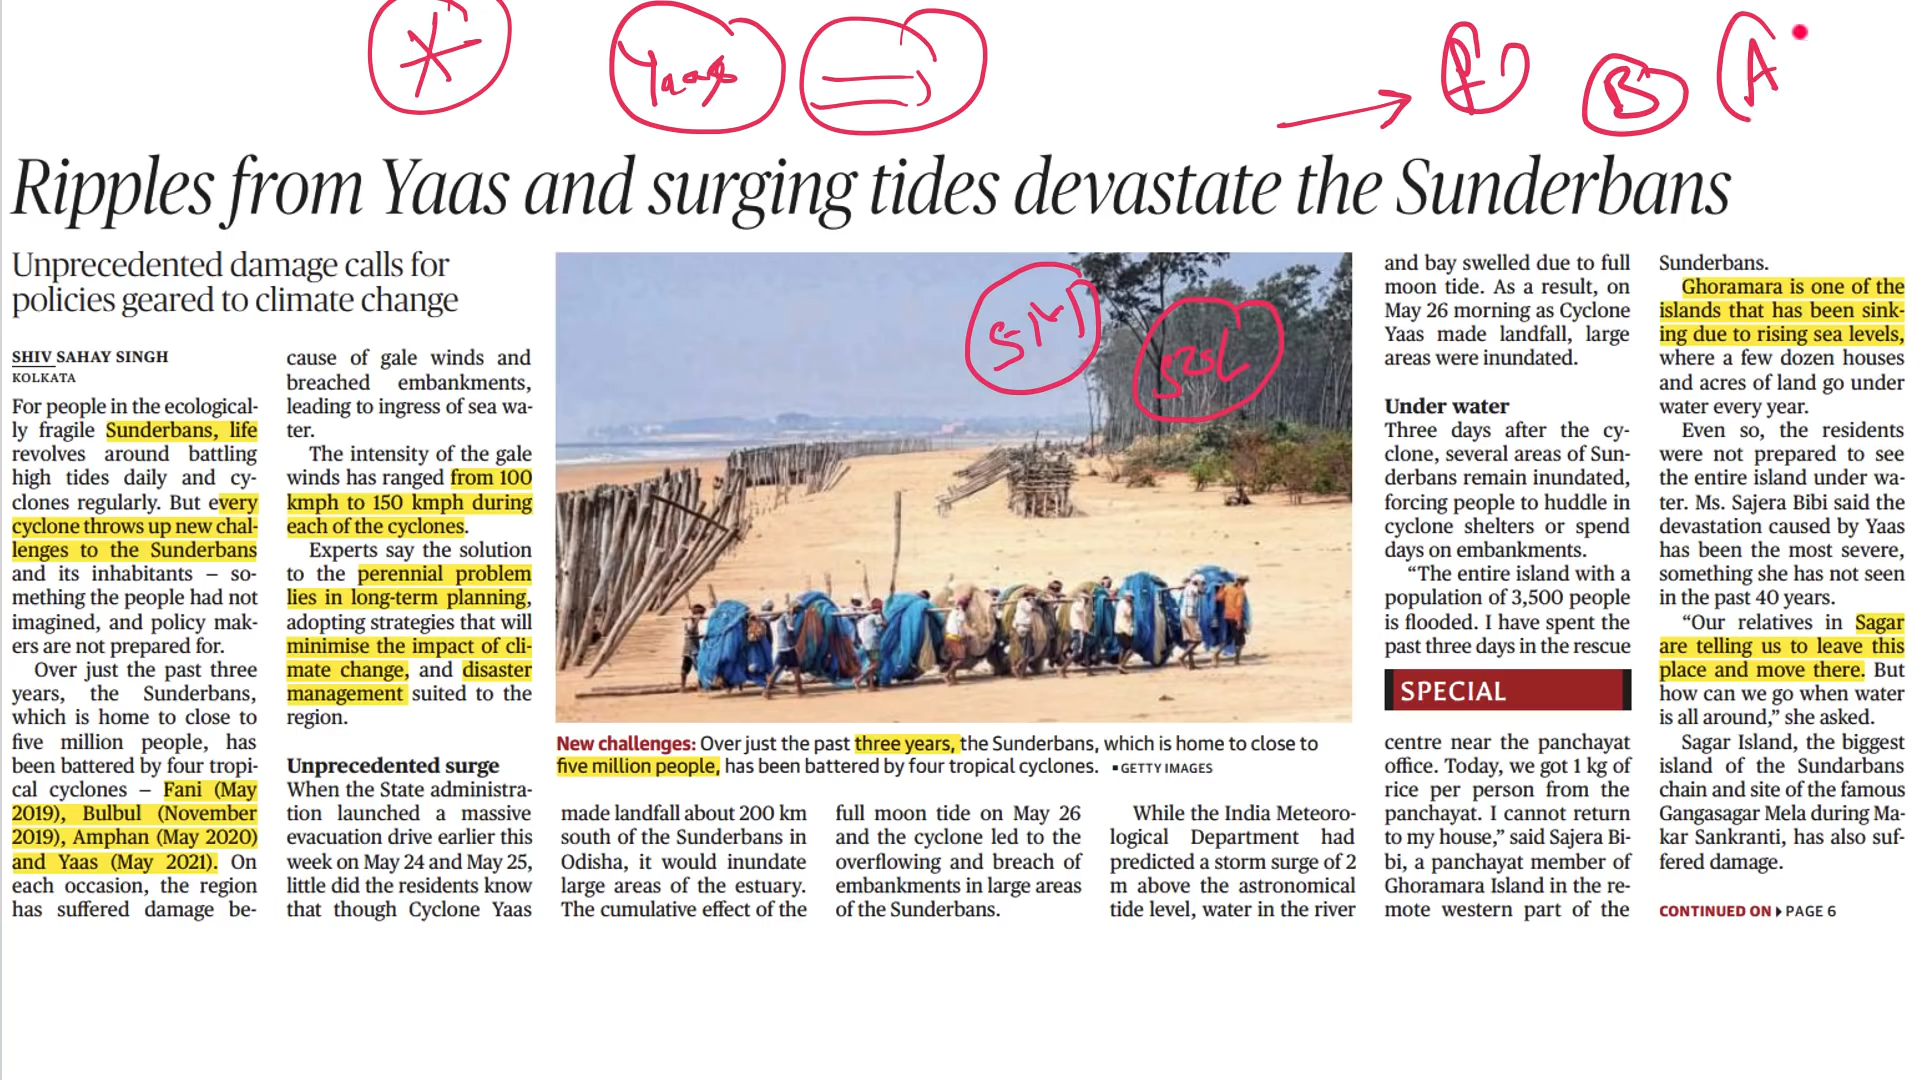 Yaas
B
A
Ripples from Yaas and surging tides devastate the Sunderbans
Unprecedented damage calls for
policies geared to climate change
SHIV SAHAY SINGH
KOLKATA
For people in the ecological-
ly fragile Sunderbans, life
revolves around battling
high tides daily and cy-
clones regularly. But every
cyclone throws up new chal-
lenges to the Sunderbans
and its inhabitants – so-
mething the people had not
imagined, and policy mak-
ers are not prepared for.
Over just the past three
years, the Sunderbans,
which is home to close to
five million people, has
been battered by four tropi-
cal cyclones – Fani (May
2019), Bulbul (November
2019), Amphan (May 2020)
and Yaas (May 2021). On
each occasion, the region
has suffered damage be-
cause of gale winds and
breached embankments,
leading to ingress of sea wa-
ter.
The intensity of the gale
winds has ranged from 100
kmph to 150 kmph during
each of the cyclones.
Experts say the solution
to the perennial problem
lies in long-term planning,
adopting strategies that will
minimise the impact of cli-
mate change, and disaster
management suited to the
region.
Unprecedented surge
When the State administra-
tion launched a massive
evacuation drive earlier this
week on May 24 and May 25,
little did the residents know
that though Cyclone Yaas
New challenges: Over just the past three years, the Sunderbans, which is home to close to
five million people, has been battered by four tropical cyclones. ▪ GETTY IMAGES
made landfall about 200 km
south of the Sunderbans in
Odisha, it would inundate
large areas of the estuary.
The cumulative effect of the
full moon tide on May 26
and the cyclone led to the
overflowing and breach of
embankments in large areas
of the Sunderbans.
While the India Meteoro-
logical Department had
predicted a storm surge of 2
m above the astronomical
tide level, water in the river
and bay swelled due to full
moon tide. As a result, on
May 26 morning as Cyclone
Yaas made landfall, large
areas were inundated.
Under water
Three days after the cy-
clone, several areas of Sun-
derbans remain inundated,
forcing people to huddle in
cyclone shelters or spend
days on embankments.
“The entire island with a
population of 3,500 people
is flooded. I have spent the
past three days in the rescue
SPECIAL
centre near the panchayat
office. Today, we got 1 kg of
rice per person from the
panchayat. I cannot return
to my house,” said Sajera Bi-
bi, a panchayat member of
Ghoramara Island in the re-
mote western part of the
Sunderbans.
Ghoramara is one of the
islands that has been sink-
ing due to rising sea levels,
where a few dozen houses
and acres of land go under
water every year.
Even so, the residents
were not prepared to see
the entire island under wa-
ter. Ms. Sajera Bibi said the
devastation caused by Yaas
has been the most severe,
something she has not seen
in the past 40 years.
“Our relatives in Sagar
are telling us to leave this
place and move there. But
how can we go when water
is all around,” she asked.
Sagar Island, the biggest
island of the Sundarbans
chain and site of the famous
Gangasagar Mela during Ma-
kar Sankranti, has also suf-
fered damage.
CONTINUED ON ▸ PAGE 6